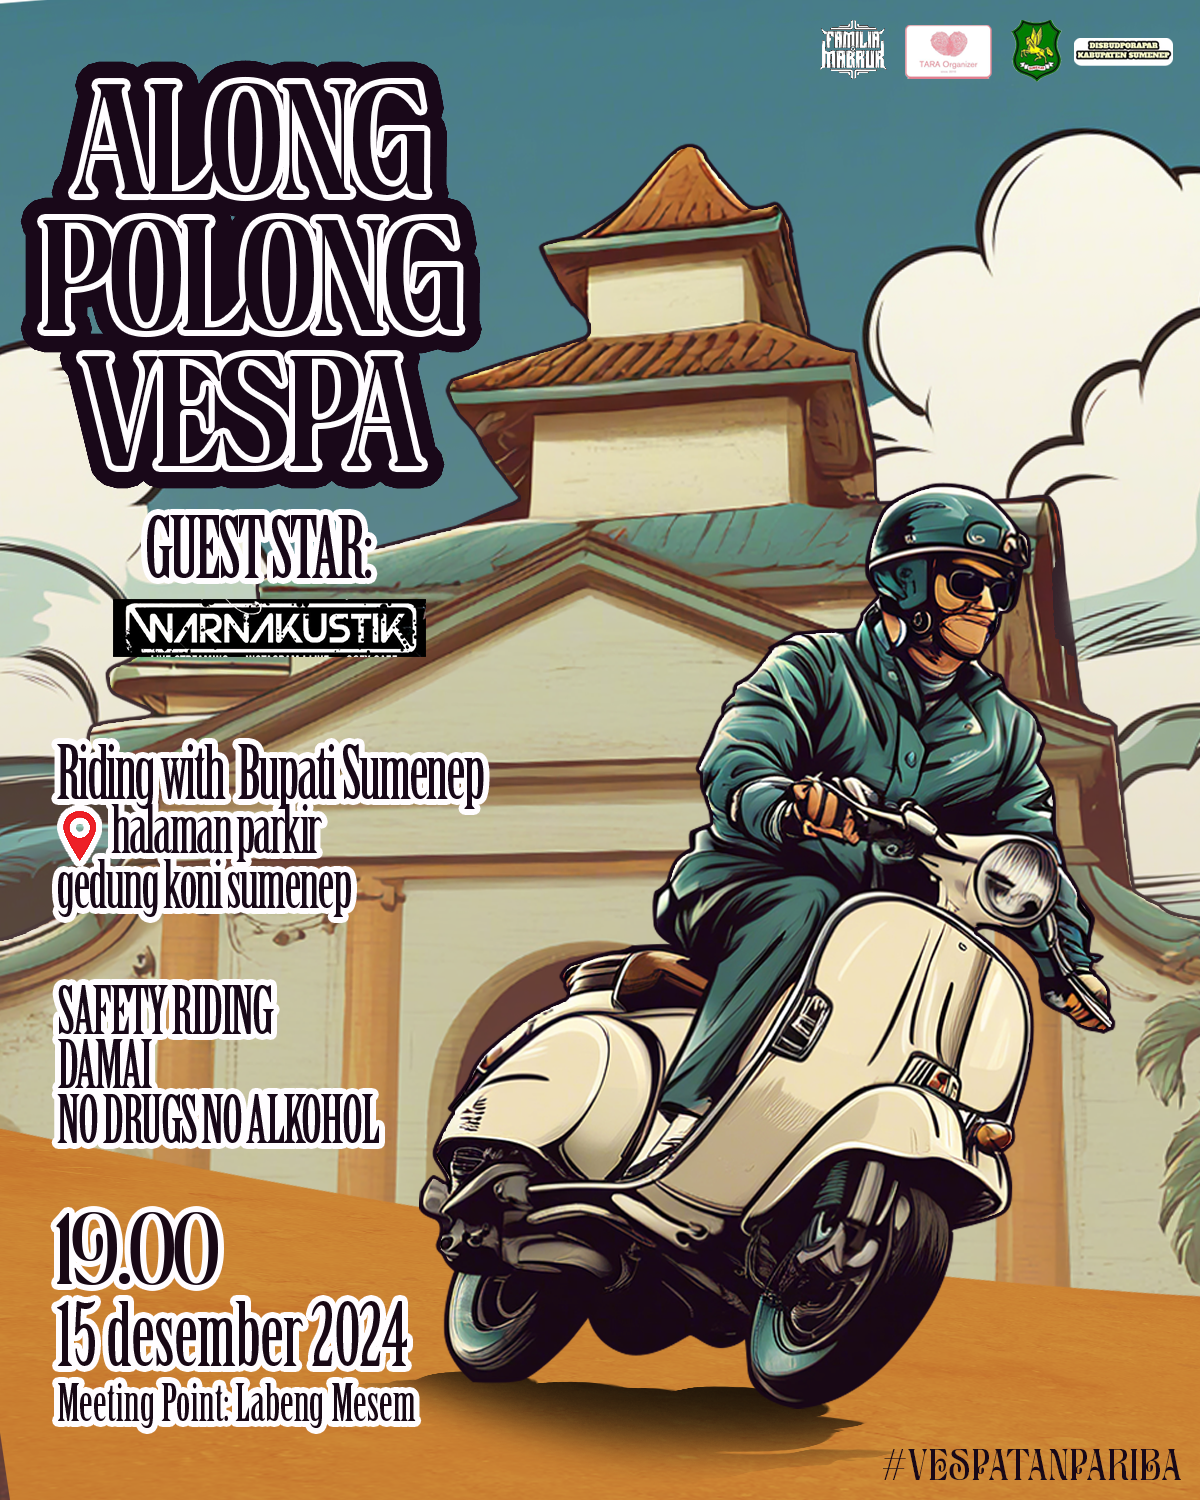 FAMILIA
MABRUR
TARA Organizer
DISBUDPORAPAR
KABUPATEN SUMENEP
ALONG
POLONG
VESPA
GUEST STAR:
WARNAKUSTIK
Riding with Bupati Sumenep
halaman parkir
gedung koni sumenep
SAFETY RIDING
DAMAI
NO DRUGS NO ALKOHOL
19.00
15 desember 2024
Meeting Point: Labeng Mesem
#VESPATANPARIBA